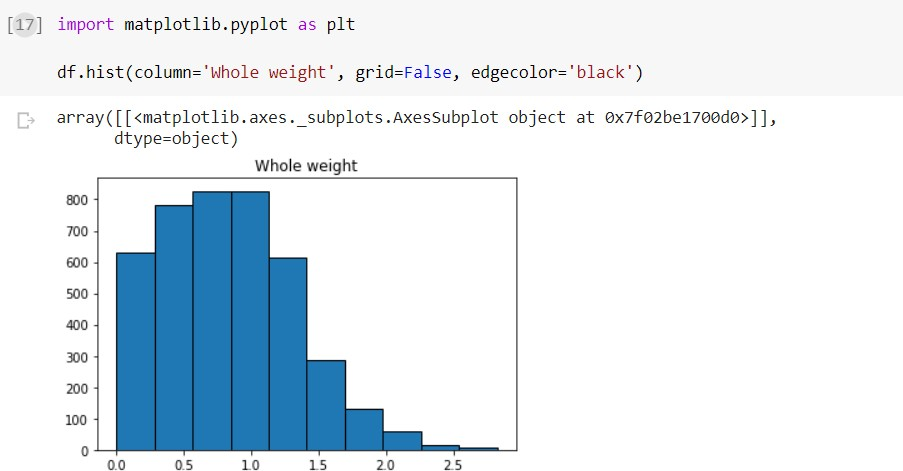 [17] import matplotlib.pyplot as plt
df.hist(column='Whole weight', grid=False, edgecolor='black')
array([[<matplotlib.axes._subplots.AxesSubplot object at 0x7f02be1700d0>]],
dtype=object)
Whole weight
800
700
600
500
400
300
200
100
0
0.0 0.5 1.0 1.5 2.0 2.5